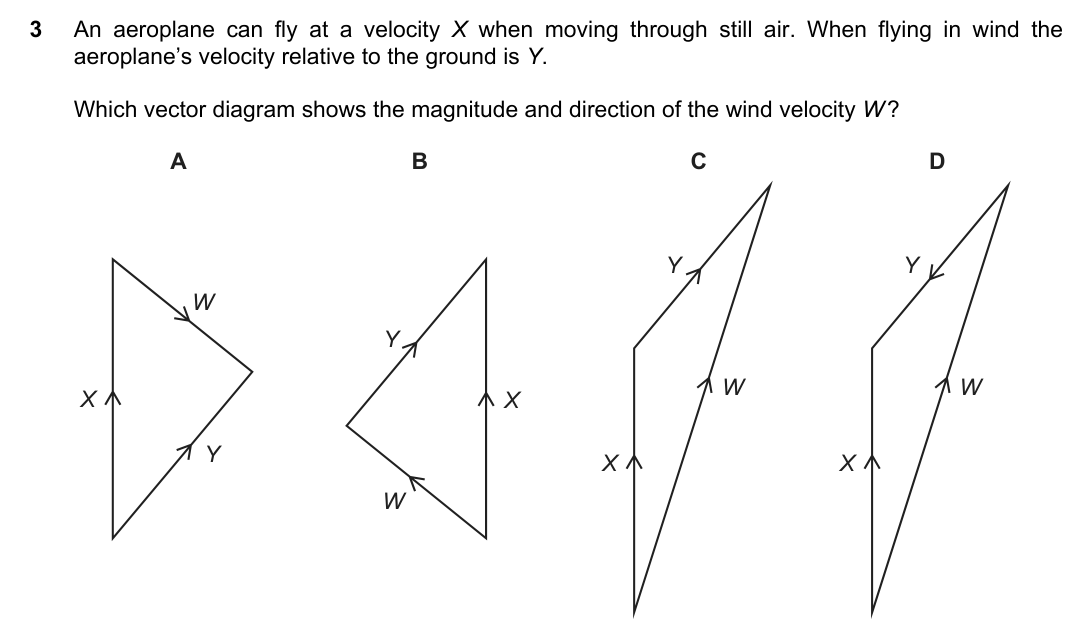 3 An aeroplane can fly at a velocity X when moving through still air. When flying in wind the
aeroplane’s velocity relative to the ground is Y.
Which vector diagram shows the magnitude and direction of the wind velocity W?
A B C D
W
X
Y
Y
X
W
Y
W
X
Y
W
X